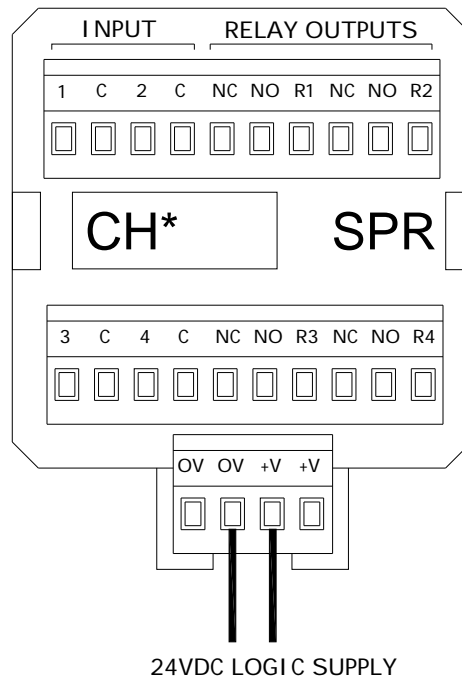 INPUT RELAY OUTPUTS
1 C 2 C NC NO R1 NC NO R2
CH* SPR
3 C 4 C NC NO R3 NC NO R4
OV OV +V +V
24VDC LOGIC SUPPLY